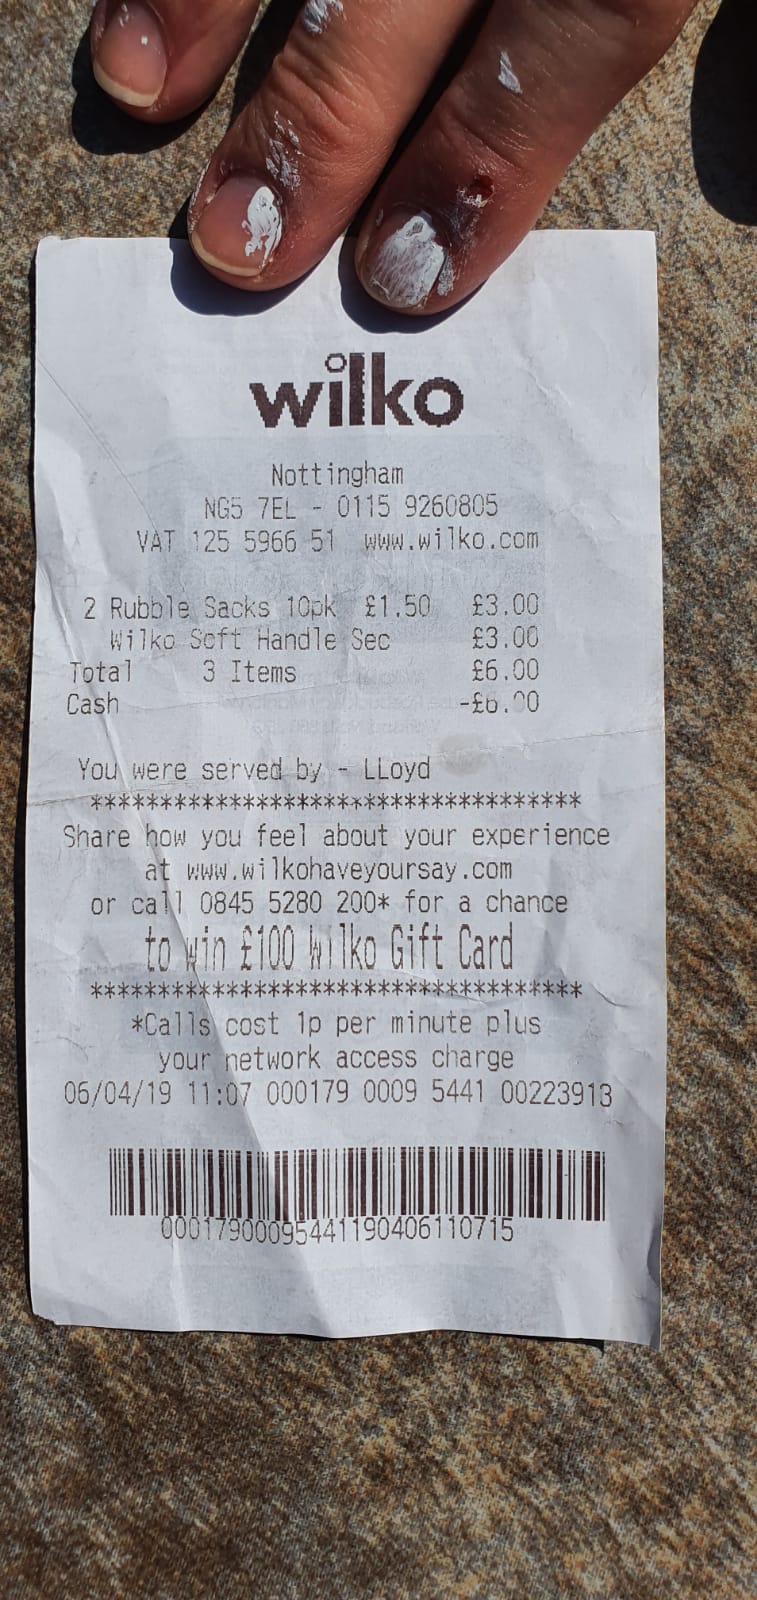 wilko
Nottingham
NG5 7EL - 0115 9260805
VAT 125 5966 51 www.wilko.com
2 Rubble Sacks 10pk £1.50 £3.00
Wilko Soft Handle Sec £3.00
Total 3 Items £6.00
Cash -£6.00
You were served by - LLoyd
************************************
Share how you feel about your experience
at www.wilkohaveyoursay.com
or call 0845 5280 200* for a chance
to win £100 Wilko Gift Card
************************************
*Calls cost 1p per minute plus
your network access charge
06/04/19 11:07 000179 0009 5441 00223913
00017900095441190406110715